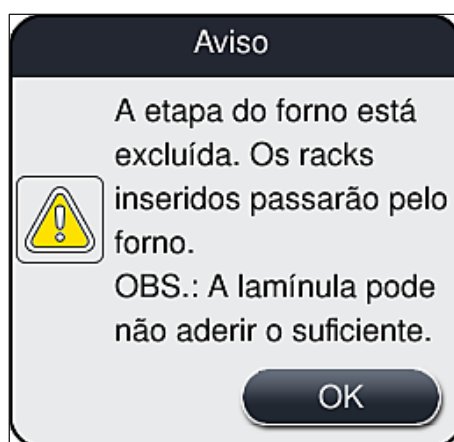 Aviso
A etapa do forno está
excluída. Os racks
inseridos passarão pelo
forno.
OBS.: A lamínula pode
não aderir o suficiente.
OK